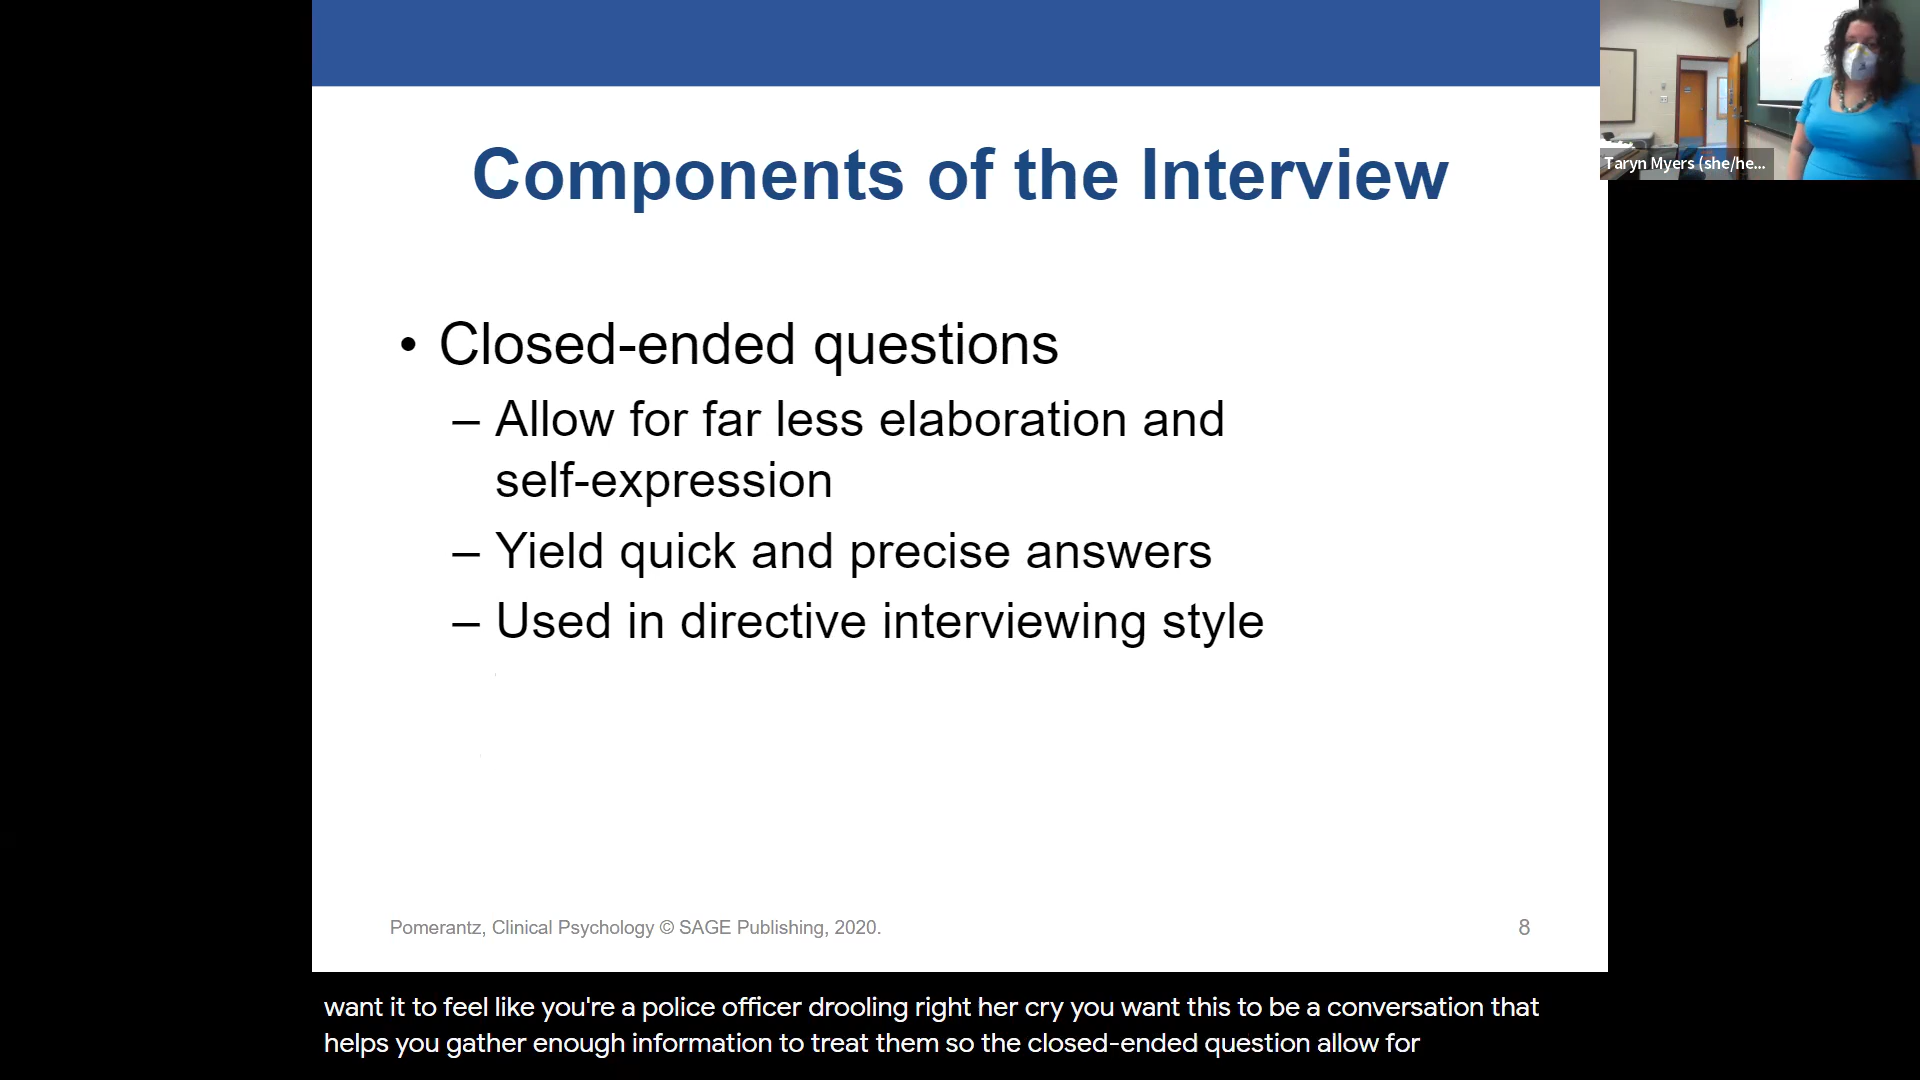 Components of the Interview
• Closed-ended questions
– Allow for far less elaboration and
self-expression
– Yield quick and precise answers
– Used in directive interviewing style
Pomerantz, Clinical Psychology © SAGE Publishing, 2020.
8
Taryn Myers (she/he...
want it to feel like you're a police officer drooling right her cry you want this to be a conversation that
helps you gather enough information to treat them so the closed-ended question allow for